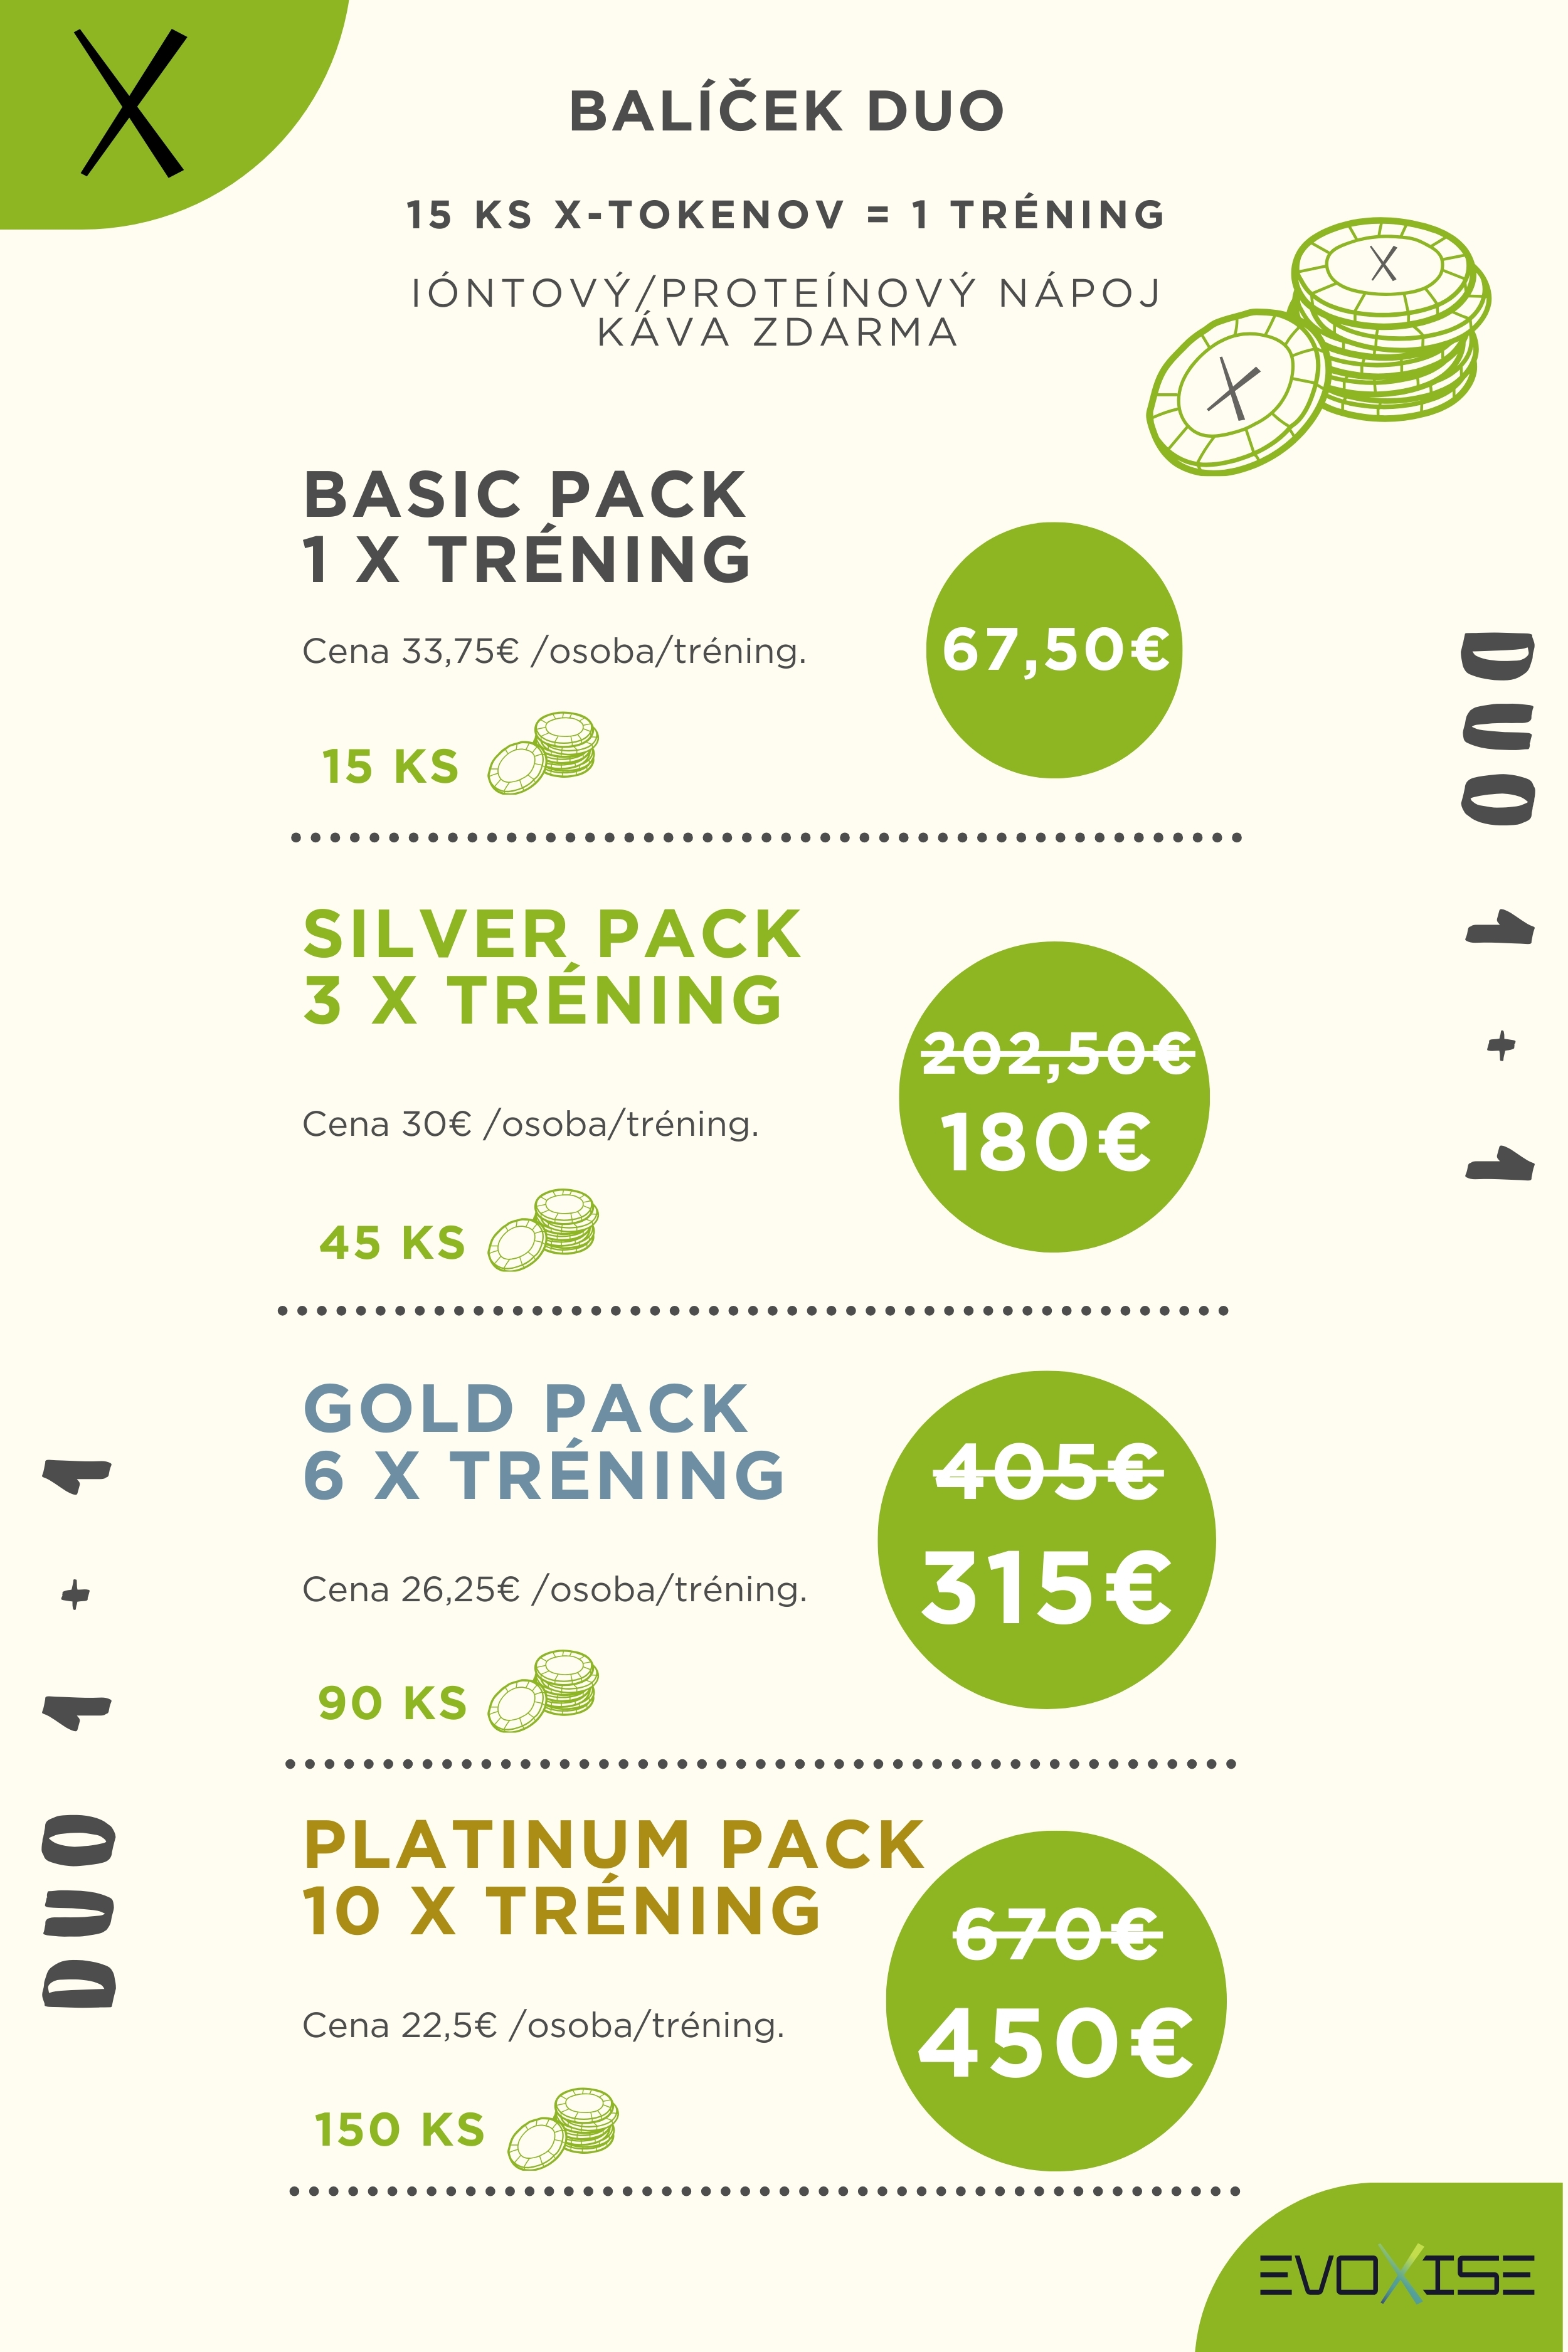 X
BALÍČEK DUO
15 KS X-TOKENOV = 1 TRÉNING
IÓNTOVÝ/PROTEÍNOVÝ NÁPOJ
KÁVA ZDARMA
X
X
BASIC PACK
1 X TRÉNING
Cena 33,75€ /osoba/tréning.
67,50€
15 KS
DUO 1 + 1
SILVER PACK
3 X TRÉNING
202,50€
180€
Cena 30€ /osoba/tréning.
45 KS
GOLD PACK
6 X TRÉNING
405€
315€
Cena 26,25€ /osoba/tréning.
90 KS
DUO 1 + 1
PLATINUM PACK
10 X TRÉNING
670€
450€
Cena 22,5€ /osoba/tréning.
150 KS
EVOXISE